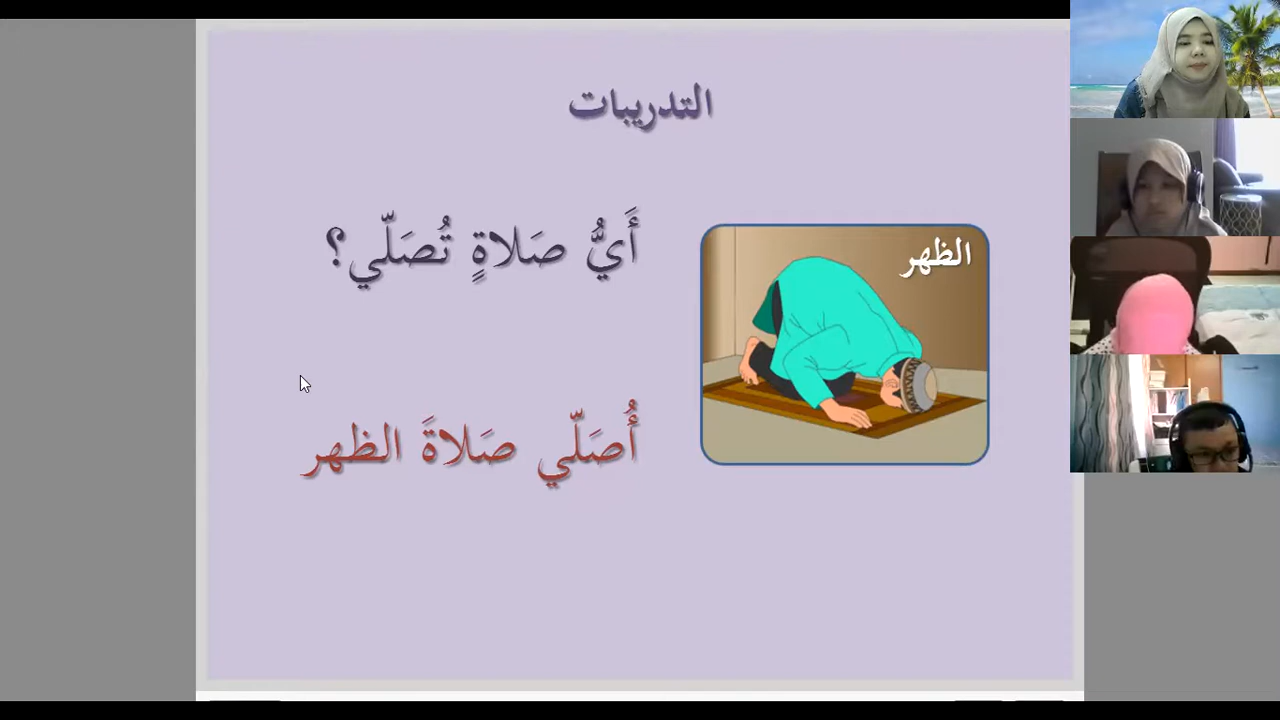 التدريبات
أَيُّ صَلاةٍ تُصَلّي؟
الظهر
أُصَلّي صَلاةَ الظهر